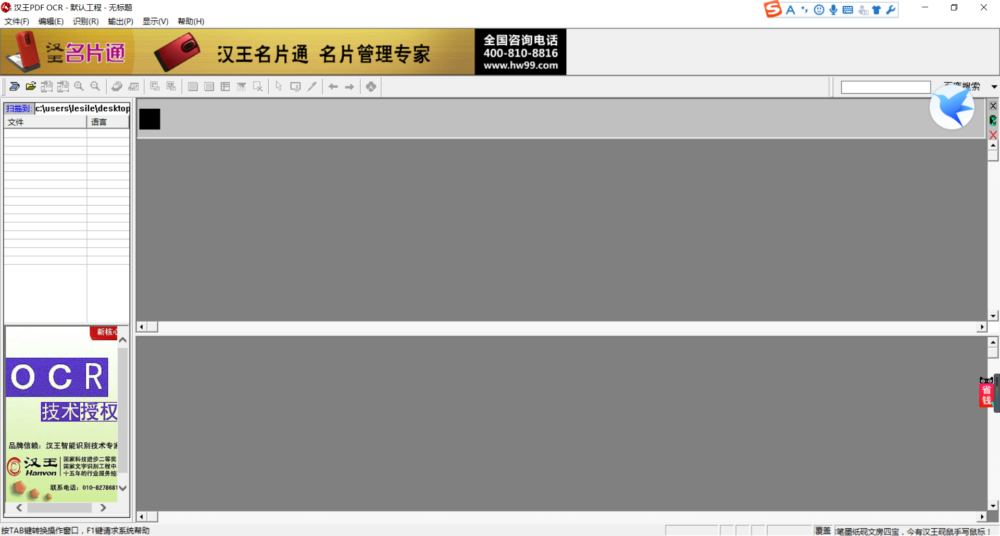 汉王PDF OCR - 默认工程 - 无标题
文件(F) 编辑(E) 识别(R) 输出(P) 显示(V) 帮助(H)
汉王名片通
汉王名片通 名片管理专家
全国咨询电话
400-810-8816
www.hw99.com
百度搜索
扫描到: c:\users\lesile\desktop
文件 语言
新核心
OCR
技术授权
品牌信赖：汉王智能识别技术专家
汉王
Hanvon
国家科技进步二等奖
国家文字识别工程中
十五年的行业服务经
联系电话：010-8278681
省钱
按TAB键转换操作窗口，F1键请求系统帮助
覆盖
笔墨纸砚文房四宝，今有汉王砚鼠手写鼠标！